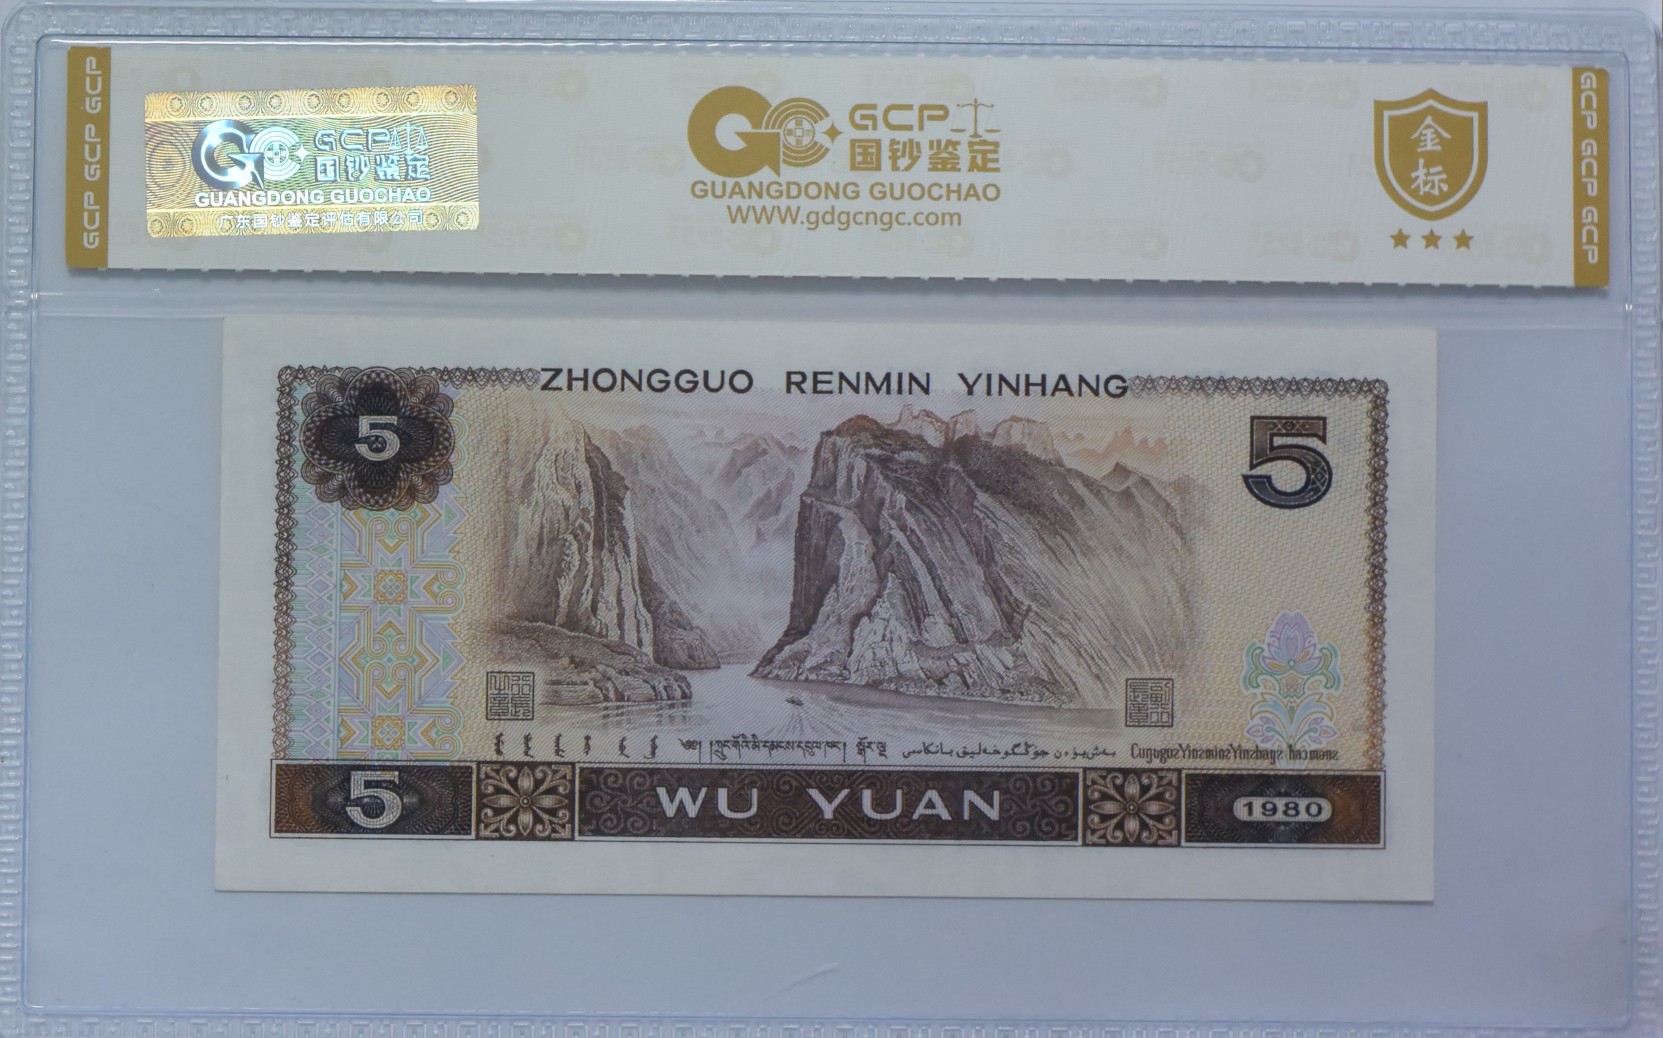 GCP GCP GCP
GCP 国钞鉴定
GUANGDONG GUOCHAO
广东国钞鉴定评估有限公司
GCP
国钞鉴定
GUANGDONG GUOCHAO
WWW.gdgcngc.com
金标
GCP GCP GCP
ZHONGGUO RENMIN YINHANG
5
5
5
WU YUAN
1980